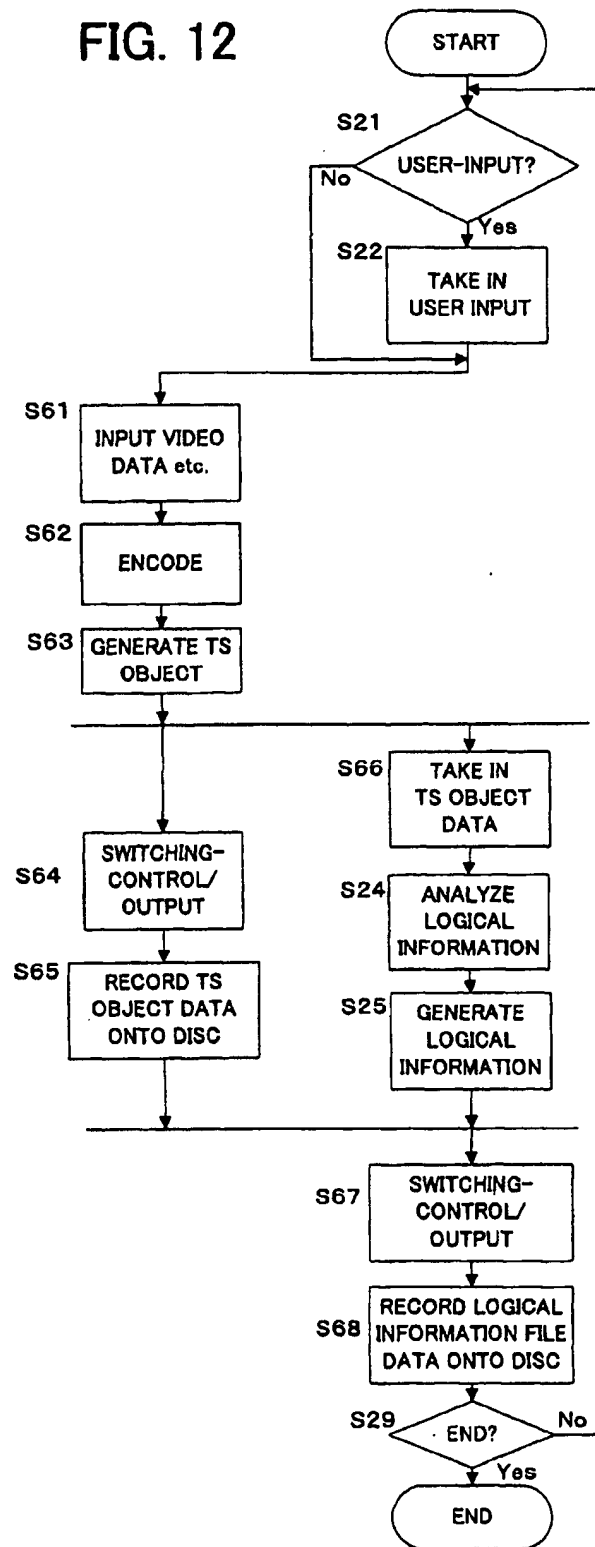 FIG. 12
START
S21
USER-INPUT?
No
Yes
S22
TAKE IN
USER INPUT
S61
INPUT VIDEO
DATA etc.
S62
ENCODE
S63
GENERATE TS
OBJECT
S66
TAKE IN
TS OBJECT
DATA
S64
SWITCHING-
CONTROL/
OUTPUT
S24
ANALYZE
LOGICAL
INFORMATION
S65
RECORD TS
OBJECT DATA
ONTO DISC
S25
GENERATE
LOGICAL
INFORMATION
S67
SWITCHING-
CONTROL/
OUTPUT
S68
RECORD LOGICAL
INFORMATION FILE
DATA ONTO DISC
S29
END?
No
Yes
END